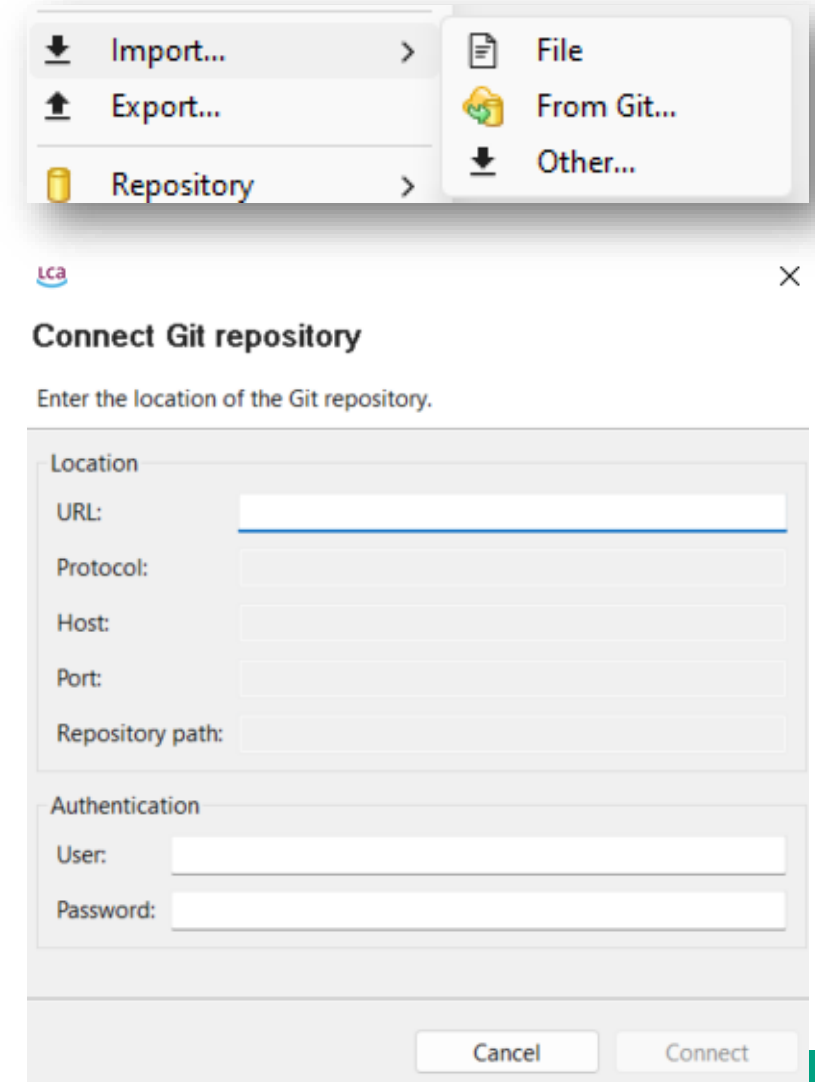 Import... > File
Export... From Git...
Other...
Repository >
LCA
Connect Git repository
Enter the location of the Git repository.
Location
URL:
Protocol:
Host:
Port:
Repository path:
Authentication
User:
Password:
Cancel Connect